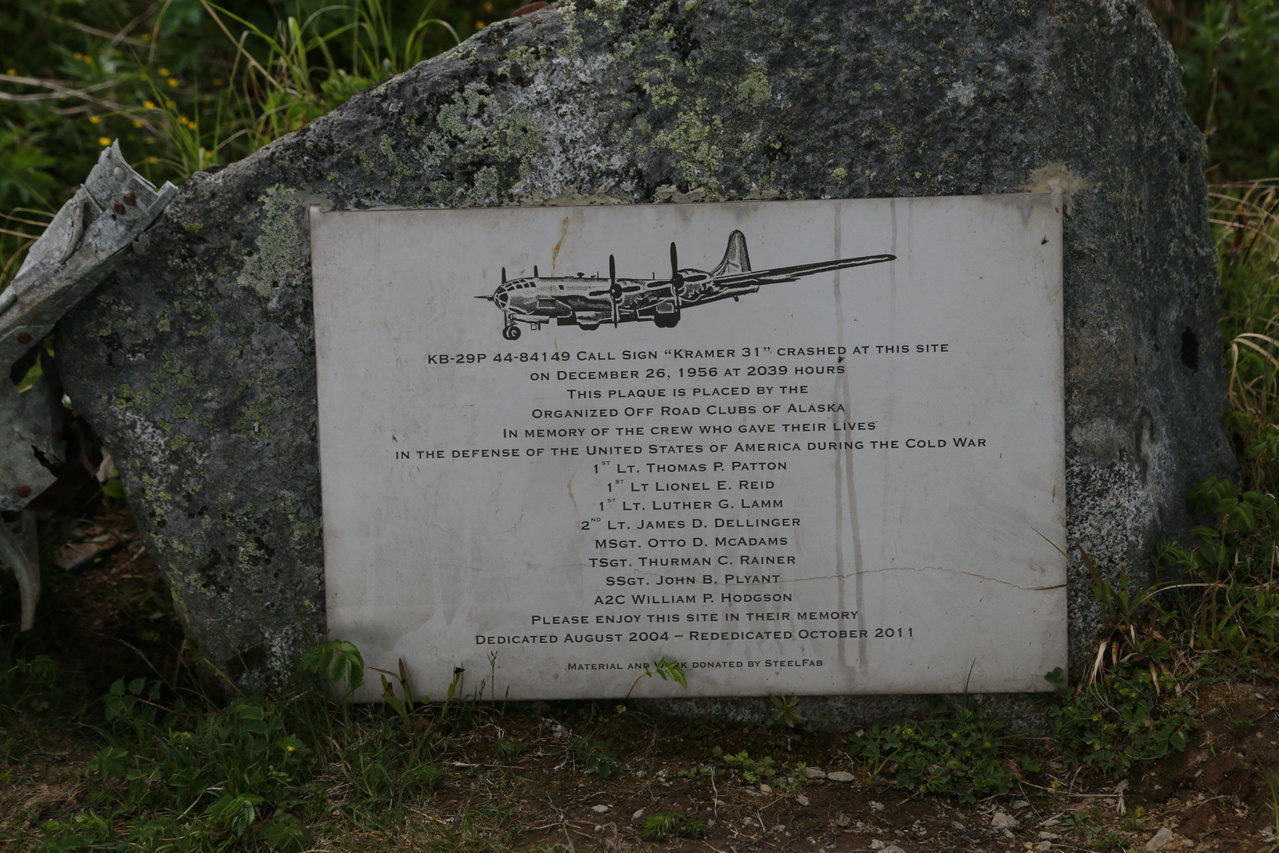 KB-29P 44-84149 Call Sign "Kramer 31" crashed at this site
on December 26, 1956 at 2039 hours
This plaque is placed by the
Organized Off Road Clubs of Alaska
In memory of the crew who gave their lives
in the defense of the United States of America during the Cold War
1st Lt. Thomas P. Patton
1st Lt Lionel E. Reid
1st Lt. Luther G. Lamm
2nd Lt. James D. Dellinger
MSgt. Otto D. McAdams
TSgt. Thurman C. Rainer
SSgt. John B. Plyant
A2C William P. Hodgson
Please enjoy this site in their memory
Dedicated August 2004 – Rededicated October 2011
Material and donated by SteelFab